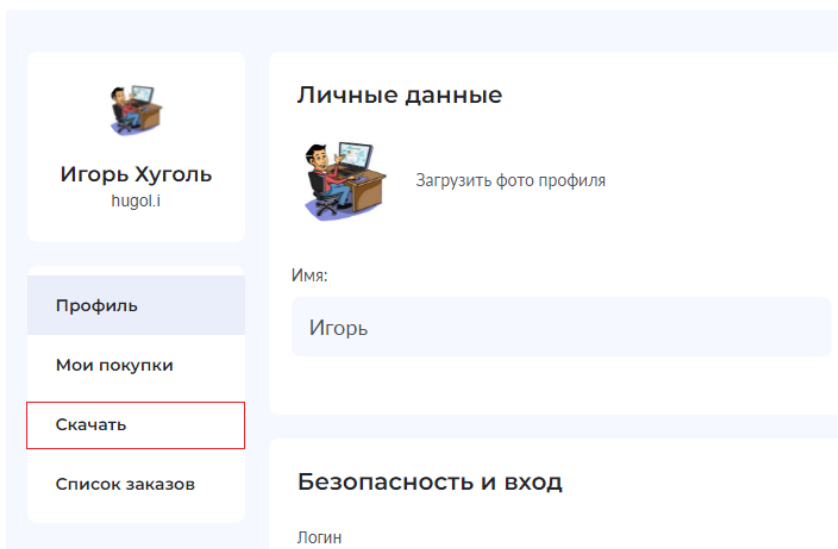 Игорь Хуголь
hugol.i
Профиль
Мои покупки
Скачать
Список заказов
Личные данные
Загрузить фото профиля
Имя:
Игорь
Безопасность и вход
Логин